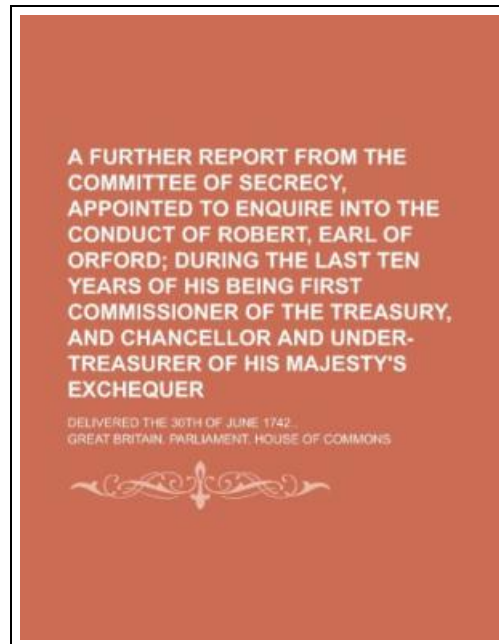 A FURTHER REPORT FROM THE
COMMITTEE OF SECRECY,
APPOINTED TO ENQUIRE INTO THE
CONDUCT OF ROBERT, EARL OF
ORFORD; DURING THE LAST TEN
YEARS OF HIS BEING FIRST
COMMISSIONER OF THE TREASURY,
AND CHANCELLOR AND UNDER-
TREASURER OF HIS MAJESTY'S
EXCHEQUER
DELIVERED THE 30TH OF JUNE 1742..
GREAT BRITAIN. PARLIAMENT. HOUSE OF COMMONS